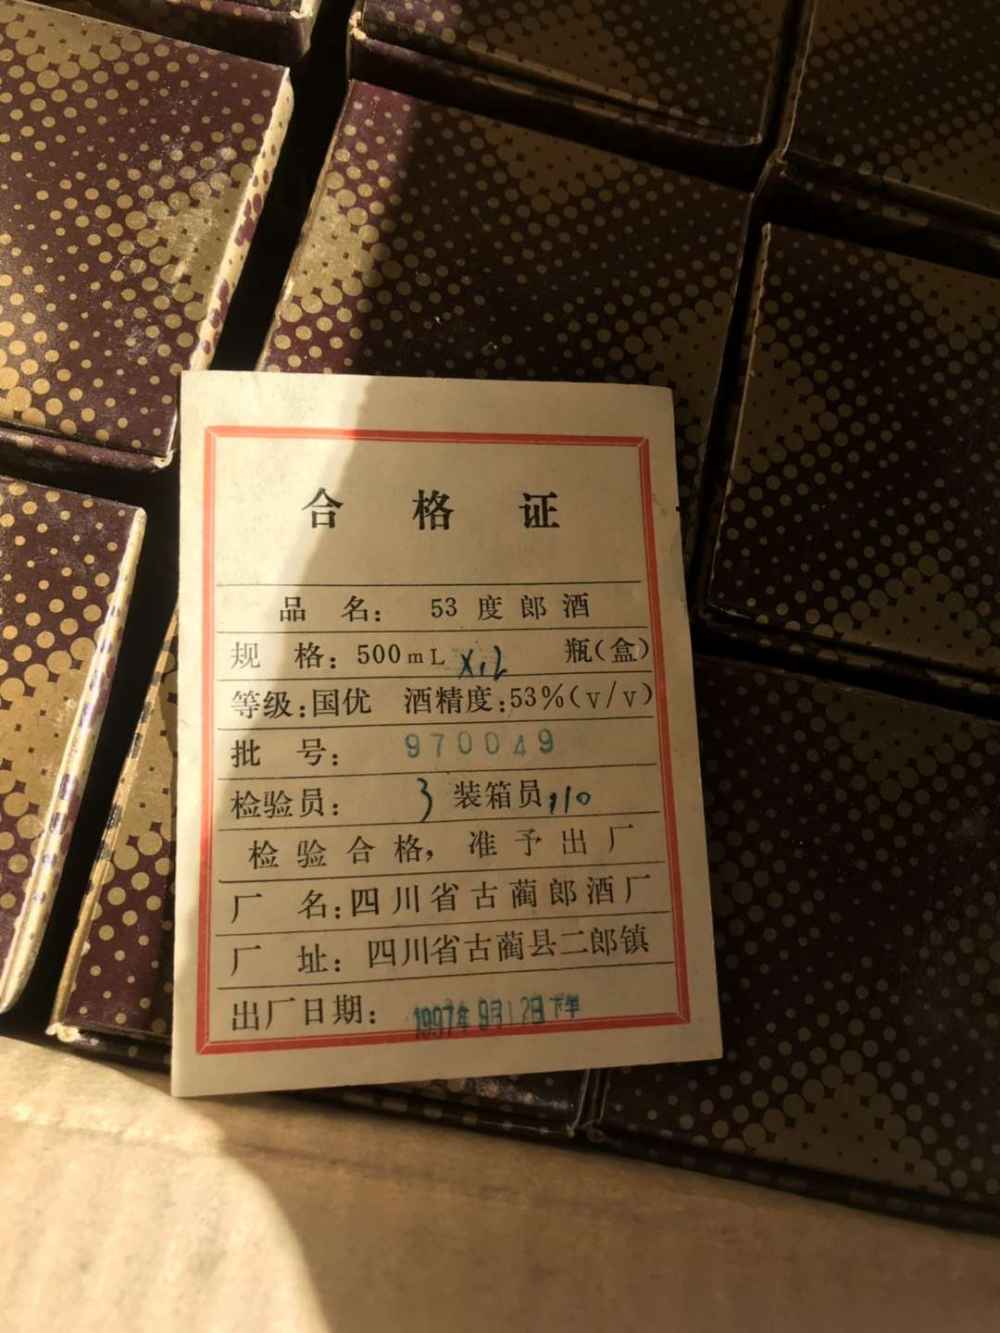 合格证
品 名： 53 度 郎 酒
规 格：500mL x12 瓶(盒)
等级：国优 酒精度：53%(v/v)
批 号： 970049
检验员： 3 装箱员 110
检 验 合 格，准 予 出 厂
厂 名：四川省古蔺郎酒厂
厂 址：四川省古蔺县二郎镇
出厂日期： 1997年 9月12日下午